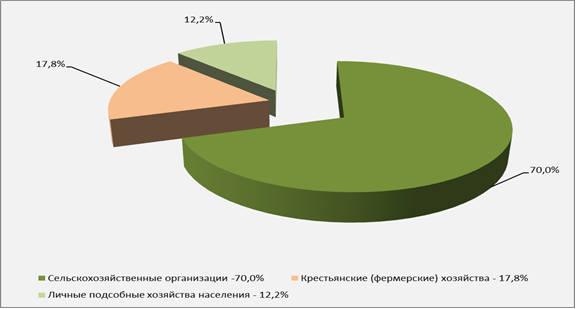 12,2%
17,8%
70,0%
Сельскохозяйственные организации -70,0%
Крестьянские (фермерские) хозяйства - 17,8%
Личные подсобные хозяйства населения - 12,2%